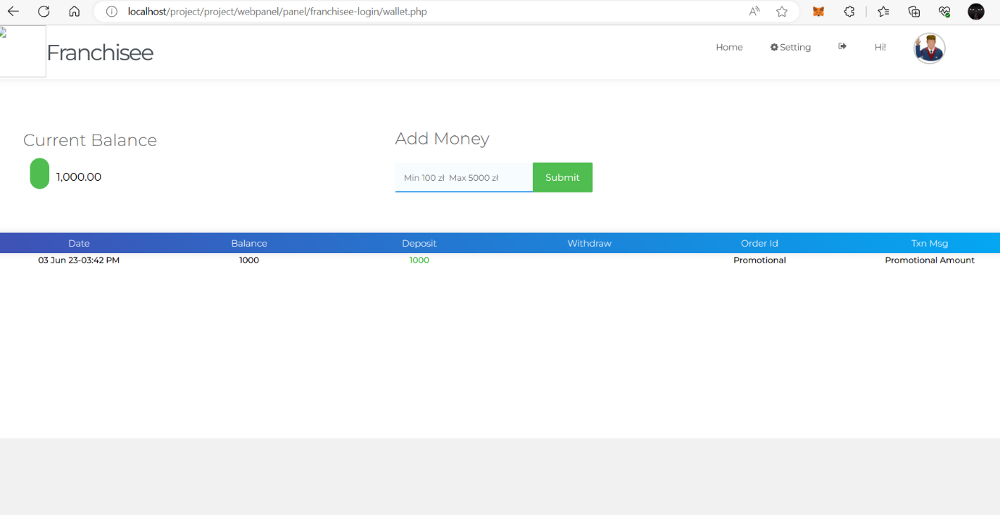 localhost/project/project/webpanel/panel/franchisee-login/wallet.php
Franchisee
Home Setting Hi!
Current Balance
1,000.00
Add Money
Min 100 zł Max 5000 zł Submit
Date Balance Deposit Withdraw Order Id Txn Msg
03 Jun 23-03:42 PM 1000 1000 Promotional Promotional Amount